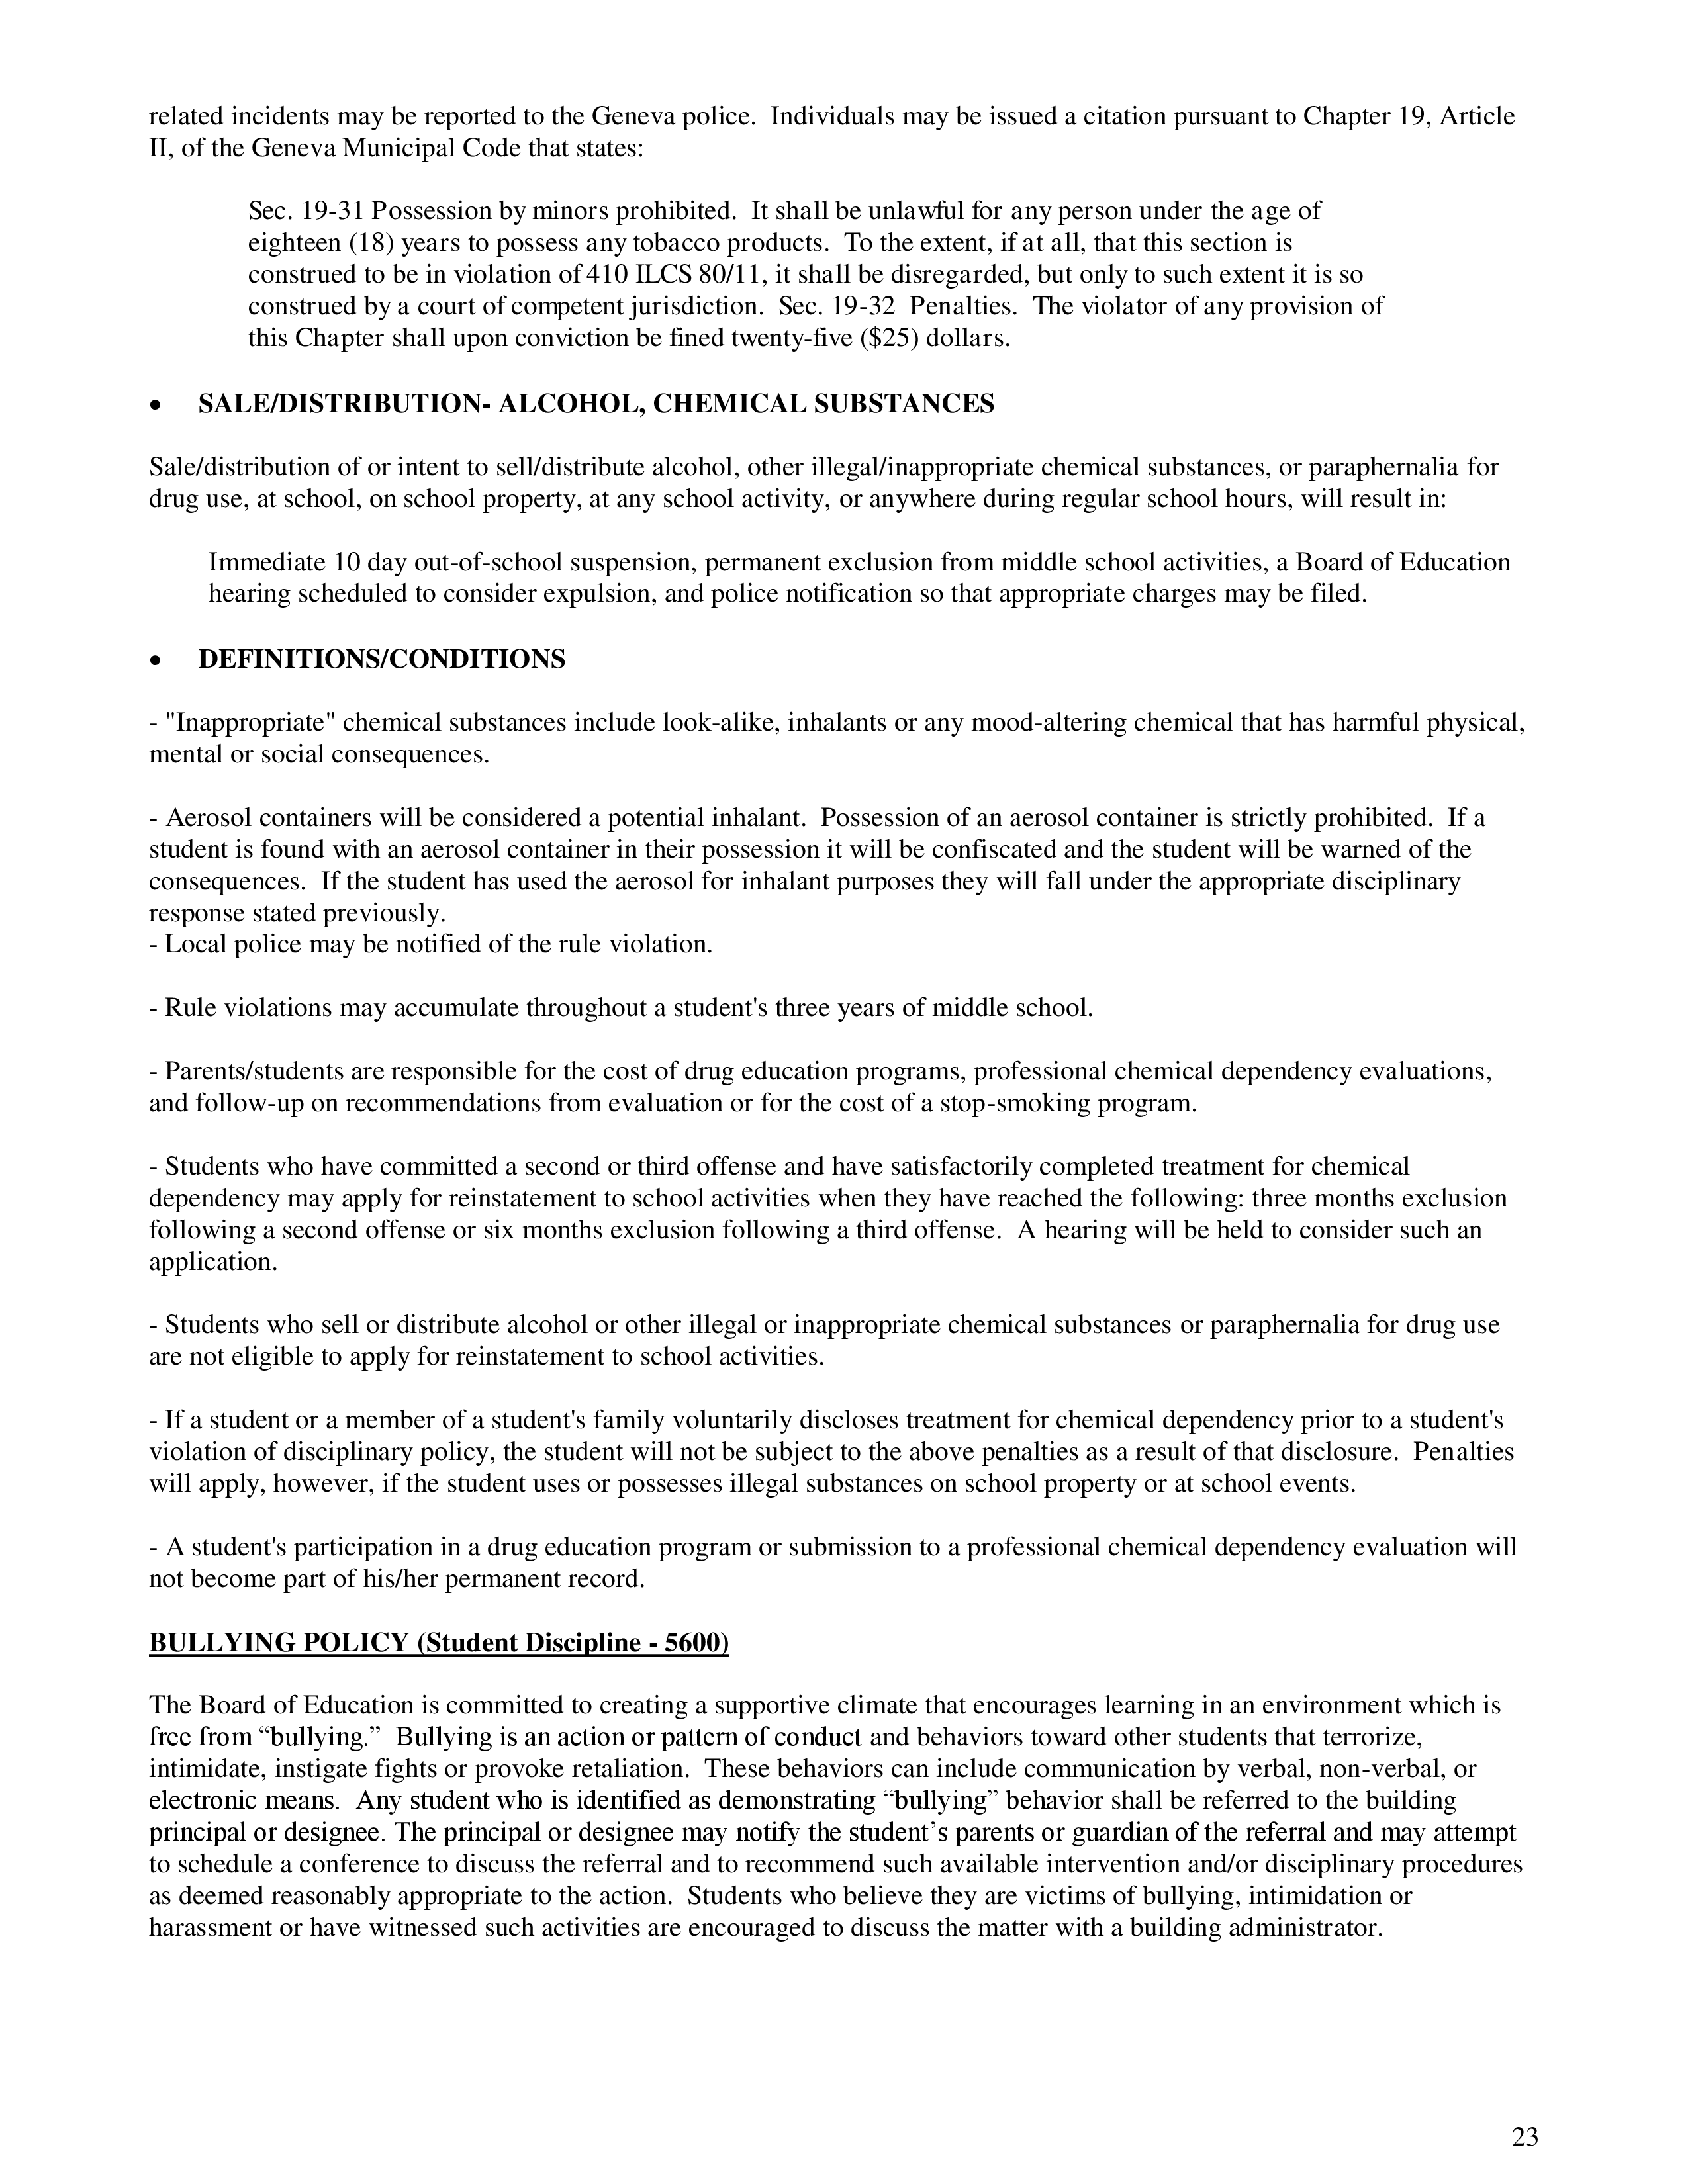 related incidents may be reported to the Geneva police.  Individuals may be issued a citation pursuant to Chapter 19, Article
II, of the Geneva Municipal Code that states:
Sec. 19-31 Possession by minors prohibited.  It shall be unlawful for any person under the age of
eighteen (18) years to possess any tobacco products.  To the extent, if at all, that this section is
construed to be in violation of 410 ILCS 80/11, it shall be disregarded, but only to such extent it is so
construed by a court of competent jurisdiction.  Sec. 19-32  Penalties.  The violator of any provision of
this Chapter shall upon conviction be fined twenty-five ($25) dollars.
• SALE/DISTRIBUTION- ALCOHOL, CHEMICAL SUBSTANCES
Sale/distribution of or intent to sell/distribute alcohol, other illegal/inappropriate chemical substances, or paraphernalia for
drug use, at school, on school property, at any school activity, or anywhere during regular school hours, will result in:
Immediate 10 day out-of-school suspension, permanent exclusion from middle school activities, a Board of Education
hearing scheduled to consider expulsion, and police notification so that appropriate charges may be filed.
• DEFINITIONS/CONDITIONS
- "Inappropriate" chemical substances include look-alike, inhalants or any mood-altering chemical that has harmful physical,
mental or social consequences.
- Aerosol containers will be considered a potential inhalant.  Possession of an aerosol container is strictly prohibited.  If a
student is found with an aerosol container in their possession it will be confiscated and the student will be warned of the
consequences.  If the student has used the aerosol for inhalant purposes they will fall under the appropriate disciplinary
response stated previously.
- Local police may be notified of the rule violation.
- Rule violations may accumulate throughout a student's three years of middle school.
- Parents/students are responsible for the cost of drug education programs, professional chemical dependency evaluations,
and follow-up on recommendations from evaluation or for the cost of a stop-smoking program.
- Students who have committed a second or third offense and have satisfactorily completed treatment for chemical
dependency may apply for reinstatement to school activities when they have reached the following: three months exclusion
following a second offense or six months exclusion following a third offense.  A hearing will be held to consider such an
application.
- Students who sell or distribute alcohol or other illegal or inappropriate chemical substances or paraphernalia for drug use
are not eligible to apply for reinstatement to school activities.
- If a student or a member of a student's family voluntarily discloses treatment for chemical dependency prior to a student's
violation of disciplinary policy, the student will not be subject to the above penalties as a result of that disclosure.  Penalties
will apply, however, if the student uses or possesses illegal substances on school property or at school events.
- A student's participation in a drug education program or submission to a professional chemical dependency evaluation will
not become part of his/her permanent record.
BULLYING POLICY (Student Discipline - 5600)
The Board of Education is committed to creating a supportive climate that encourages learning in an environment which is
free from “bullying.”  Bullying is an action or pattern of conduct and behaviors toward other students that terrorize,
intimidate, instigate fights or provoke retaliation.  These behaviors can include communication by verbal, non-verbal, or
electronic means.  Any student who is identified as demonstrating “bullying” behavior shall be referred to the building
principal or designee. The principal or designee may notify the student’s parents or guardian of the referral and may attempt
to schedule a conference to discuss the referral and to recommend such available intervention and/or disciplinary procedures
as deemed reasonably appropriate to the action.  Students who believe they are victims of bullying, intimidation or
harassment or have witnessed such activities are encouraged to discuss the matter with a building administrator.
23